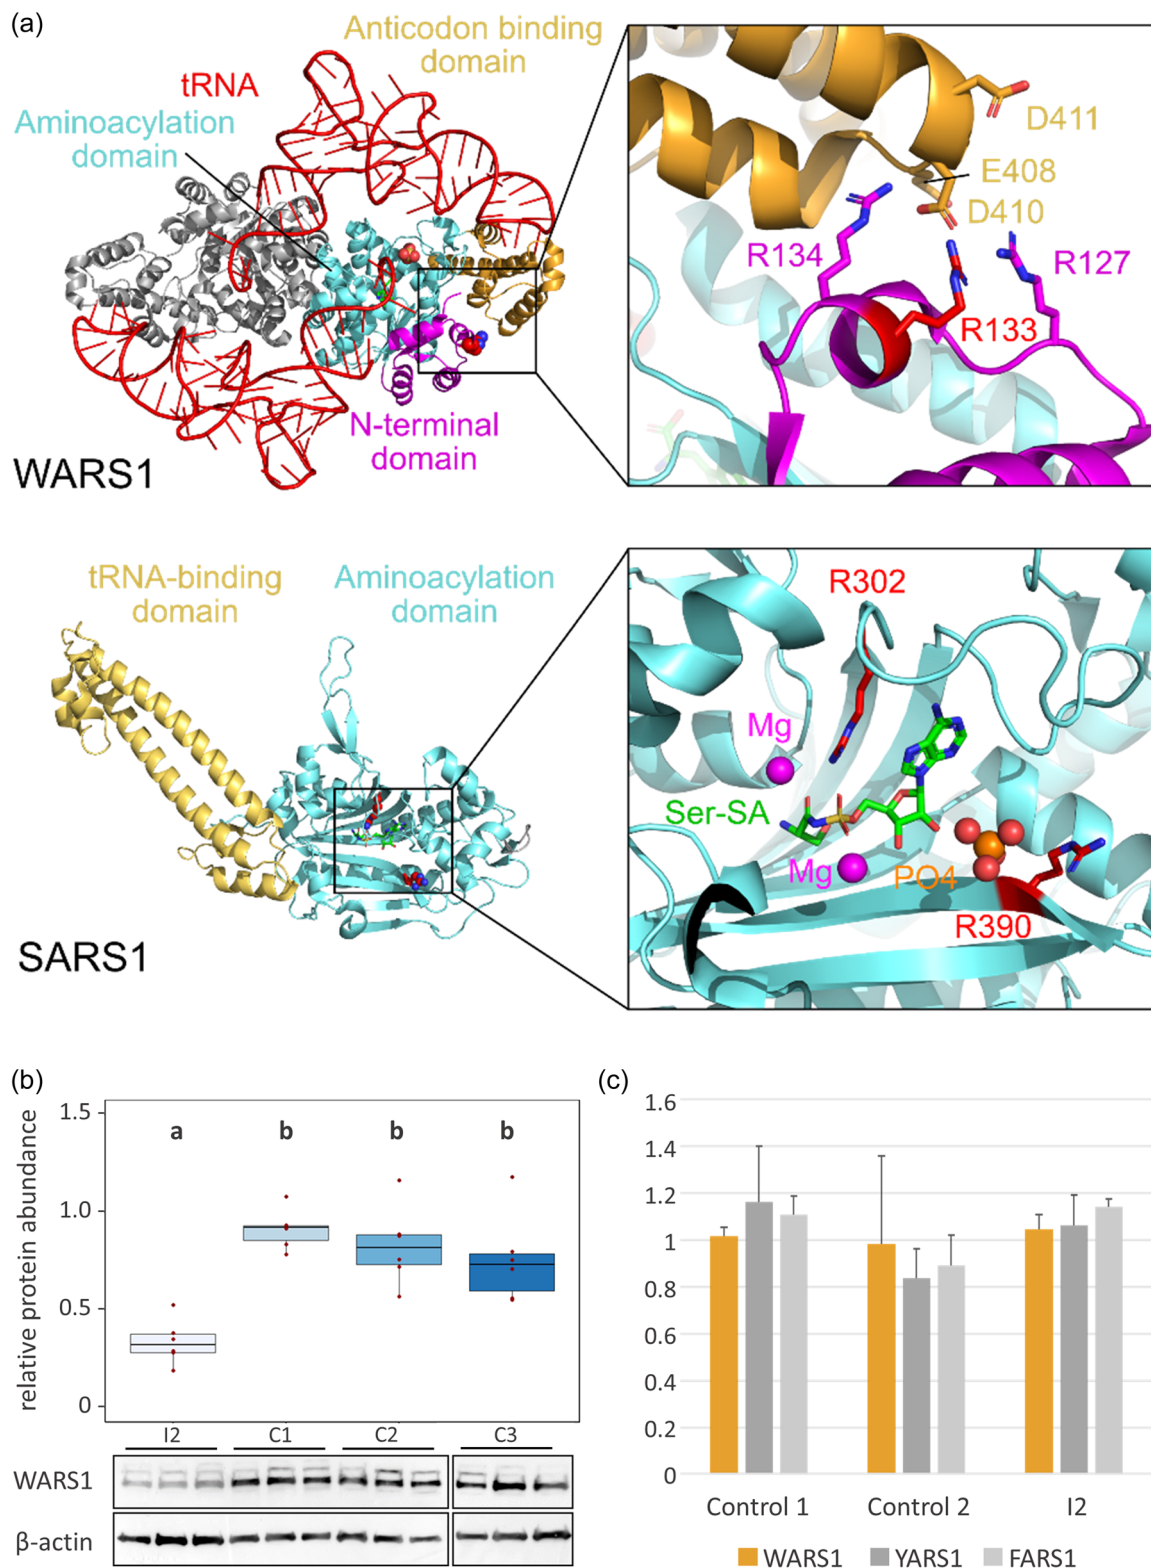 (a)
Anticodon binding
domain
tRNA
Aminoacylation
domain
N-terminal
domain
WARS1
D411
E408
D410
R134
R127
R133
tRNA-binding
domain
Aminoacylation
domain
SARS1
R302
Mg
Ser-SA
Mg
PO4
R390
(b)
relative protein abundance
1.5
1.0
0.5
0
a
b
b
b
I2
C1
C2
C3
WARS1
β-actin
(c)
1.6
1.4
1.2
1
0.8
0.6
0.4
0.2
0
Control 1
Control 2
I2
WARS1
YARS1
FARS1